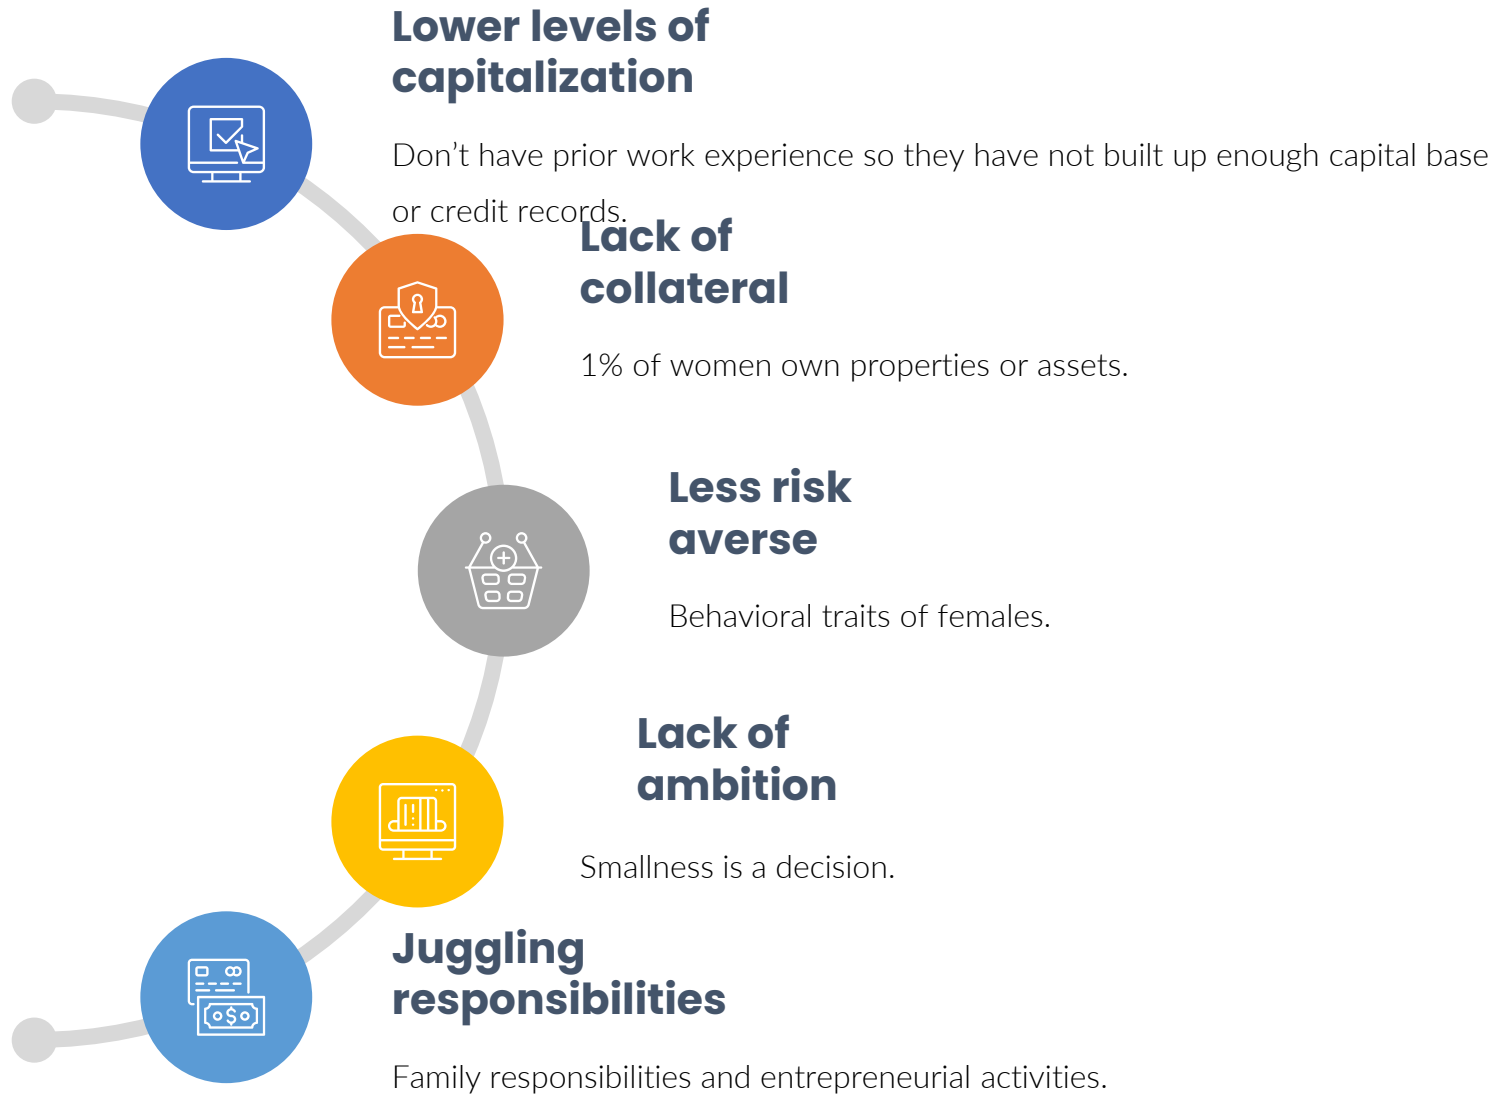 Lower levels of
capitalization
Don’t have prior work experience so they have not built up enough capital base
or credit records.
Lack of
collateral
1% of women own properties or assets.
Less risk
averse
Behavioral traits of females.
Lack of
ambition
Smallness is a decision.
Juggling
responsibilities
Family responsibilities and entrepreneurial activities.